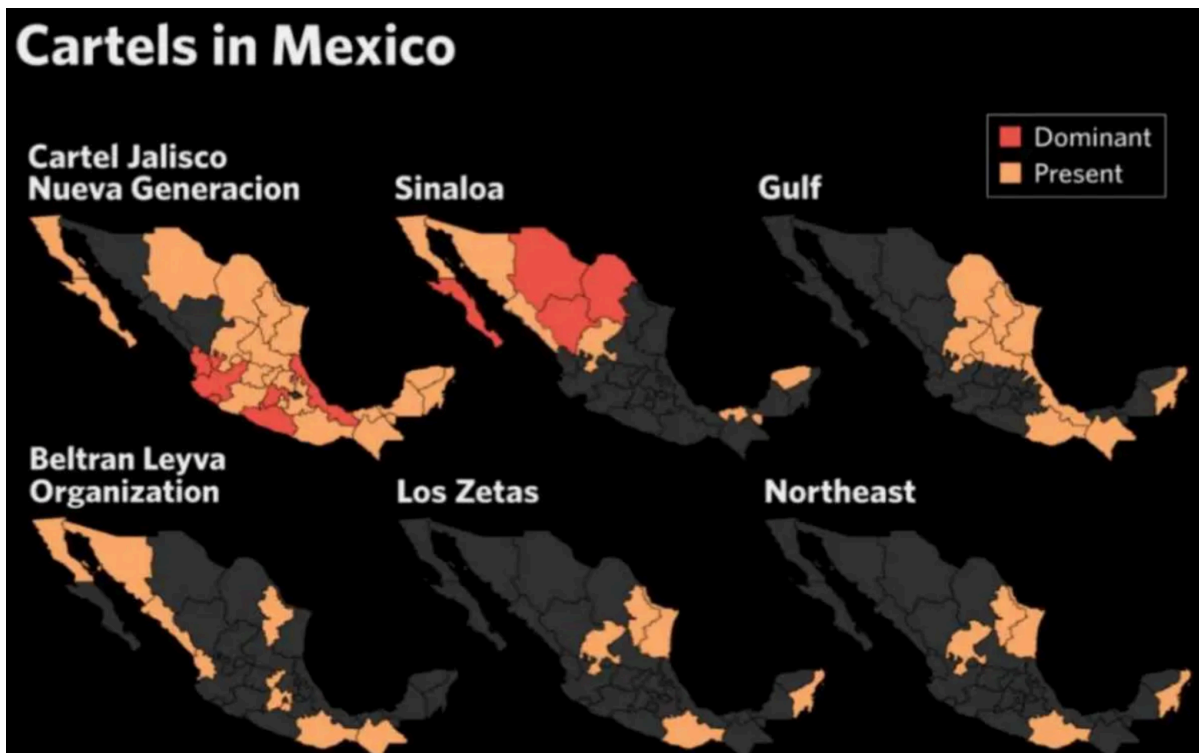 Cartels in Mexico
Dominant
Present
Cartel Jalisco
Nueva Generacion
Sinaloa
Gulf
Beltran Leyva
Organization
Los Zetas
Northeast